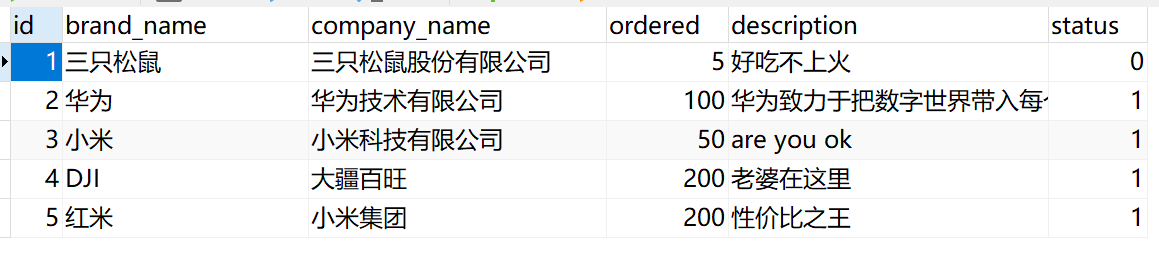 id brand_name company_name ordered description status
1 三只松鼠 三只松鼠股份有限公司 5 好吃不上火 0
2 华为 华为技术有限公司 100 华为致力于把数字世界带入每 1
3 小米 小米科技有限公司 50 are you ok 1
4 DJI 大疆百旺 200 老婆在这里 1
5 红米 小米集团 200 性价比之王 1